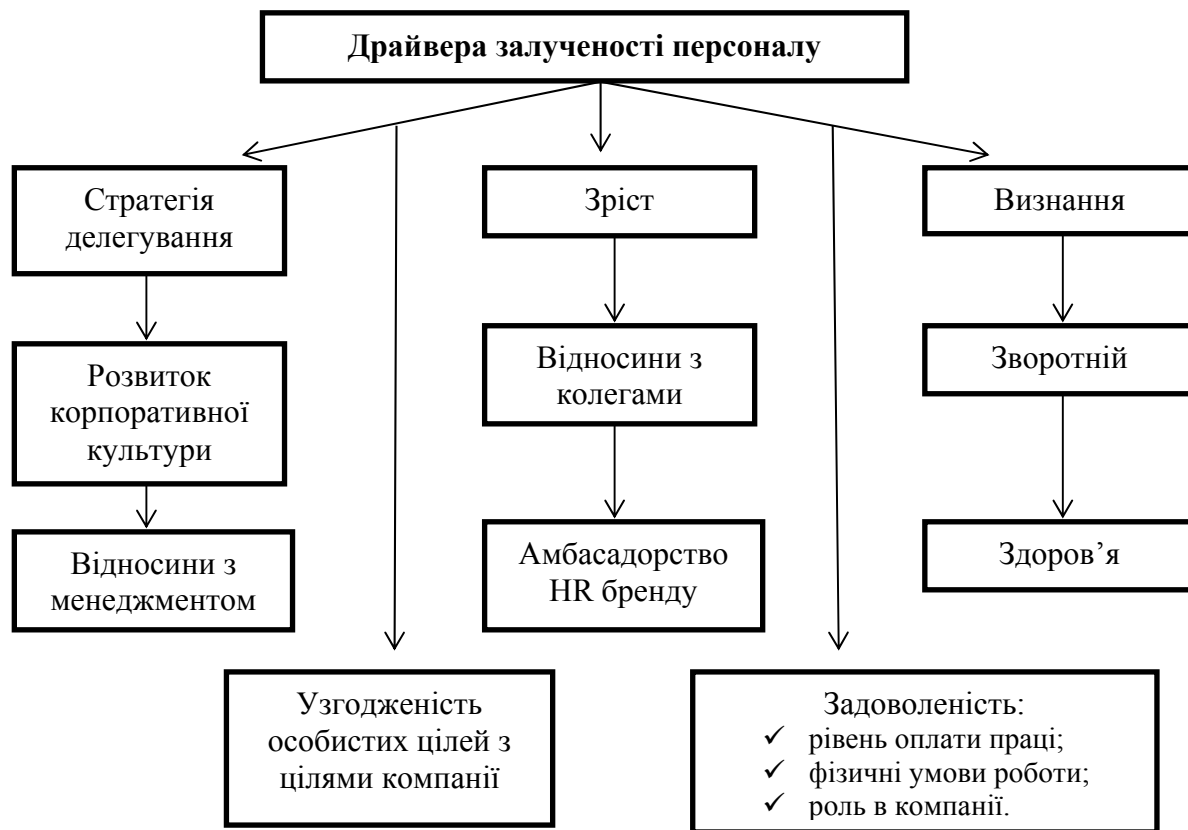 Драйвера залученості персоналу
Стратегія
делегування
Зріст
Визнання
Розвиток
корпоративної
культури
Відносини з
колегами
Зворотній
Відносини з
менеджментом
Амбасадорство
HR бренду
Здоров’я
Узгодженість
особистих цілей з
цілями компанії
Задоволеність:
✓ рівень оплати праці;
✓ фізичні умови роботи;
✓ роль в компанії.